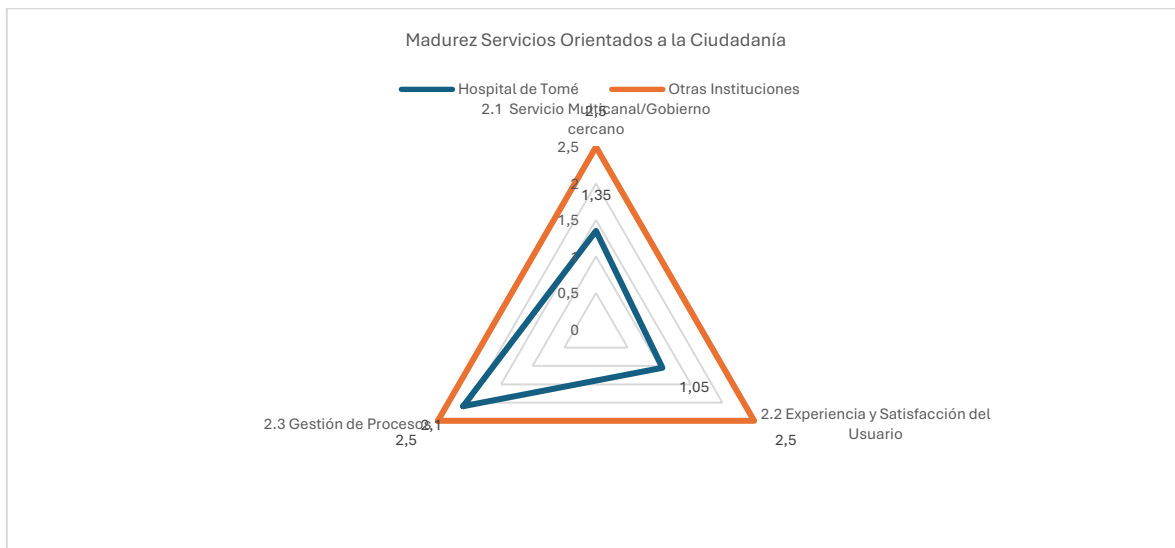 Madurez Servicios Orientados a la Ciudadanía
Hospital de Tomé
Otras Instituciones
2.1 Servicio Multicanal/Gobierno
cercano
2,5
2,5
2
1,35
1,5
1
0,5
0
1,05
2.2 Experiencia y Satisfacción del
Usuario
2,5
2.3 Gestión de Procesos
2,1
2,5